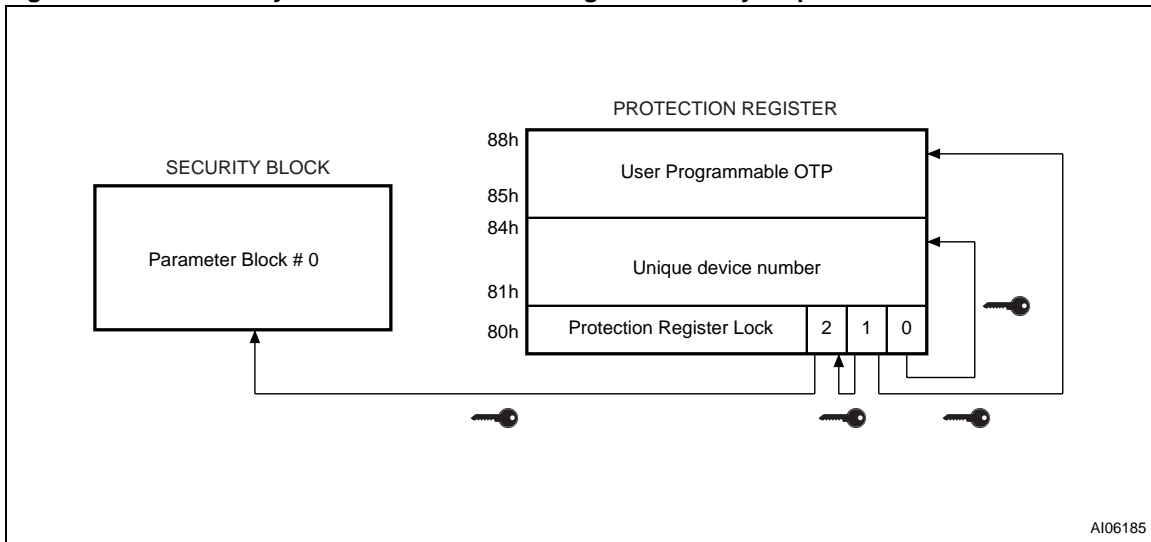 PROTECTION REGISTER
88h
User Programmable OTP
SECURITY BLOCK
85h
84h
Parameter Block # 0
Unique device number
81h
80h
Protection Register Lock 2 1 0
AI06185